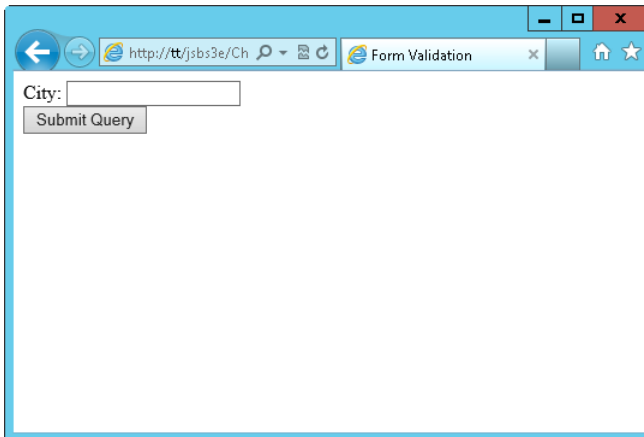 http://tt/jsbs3e/Ch
Form Validation
City:
Submit Query